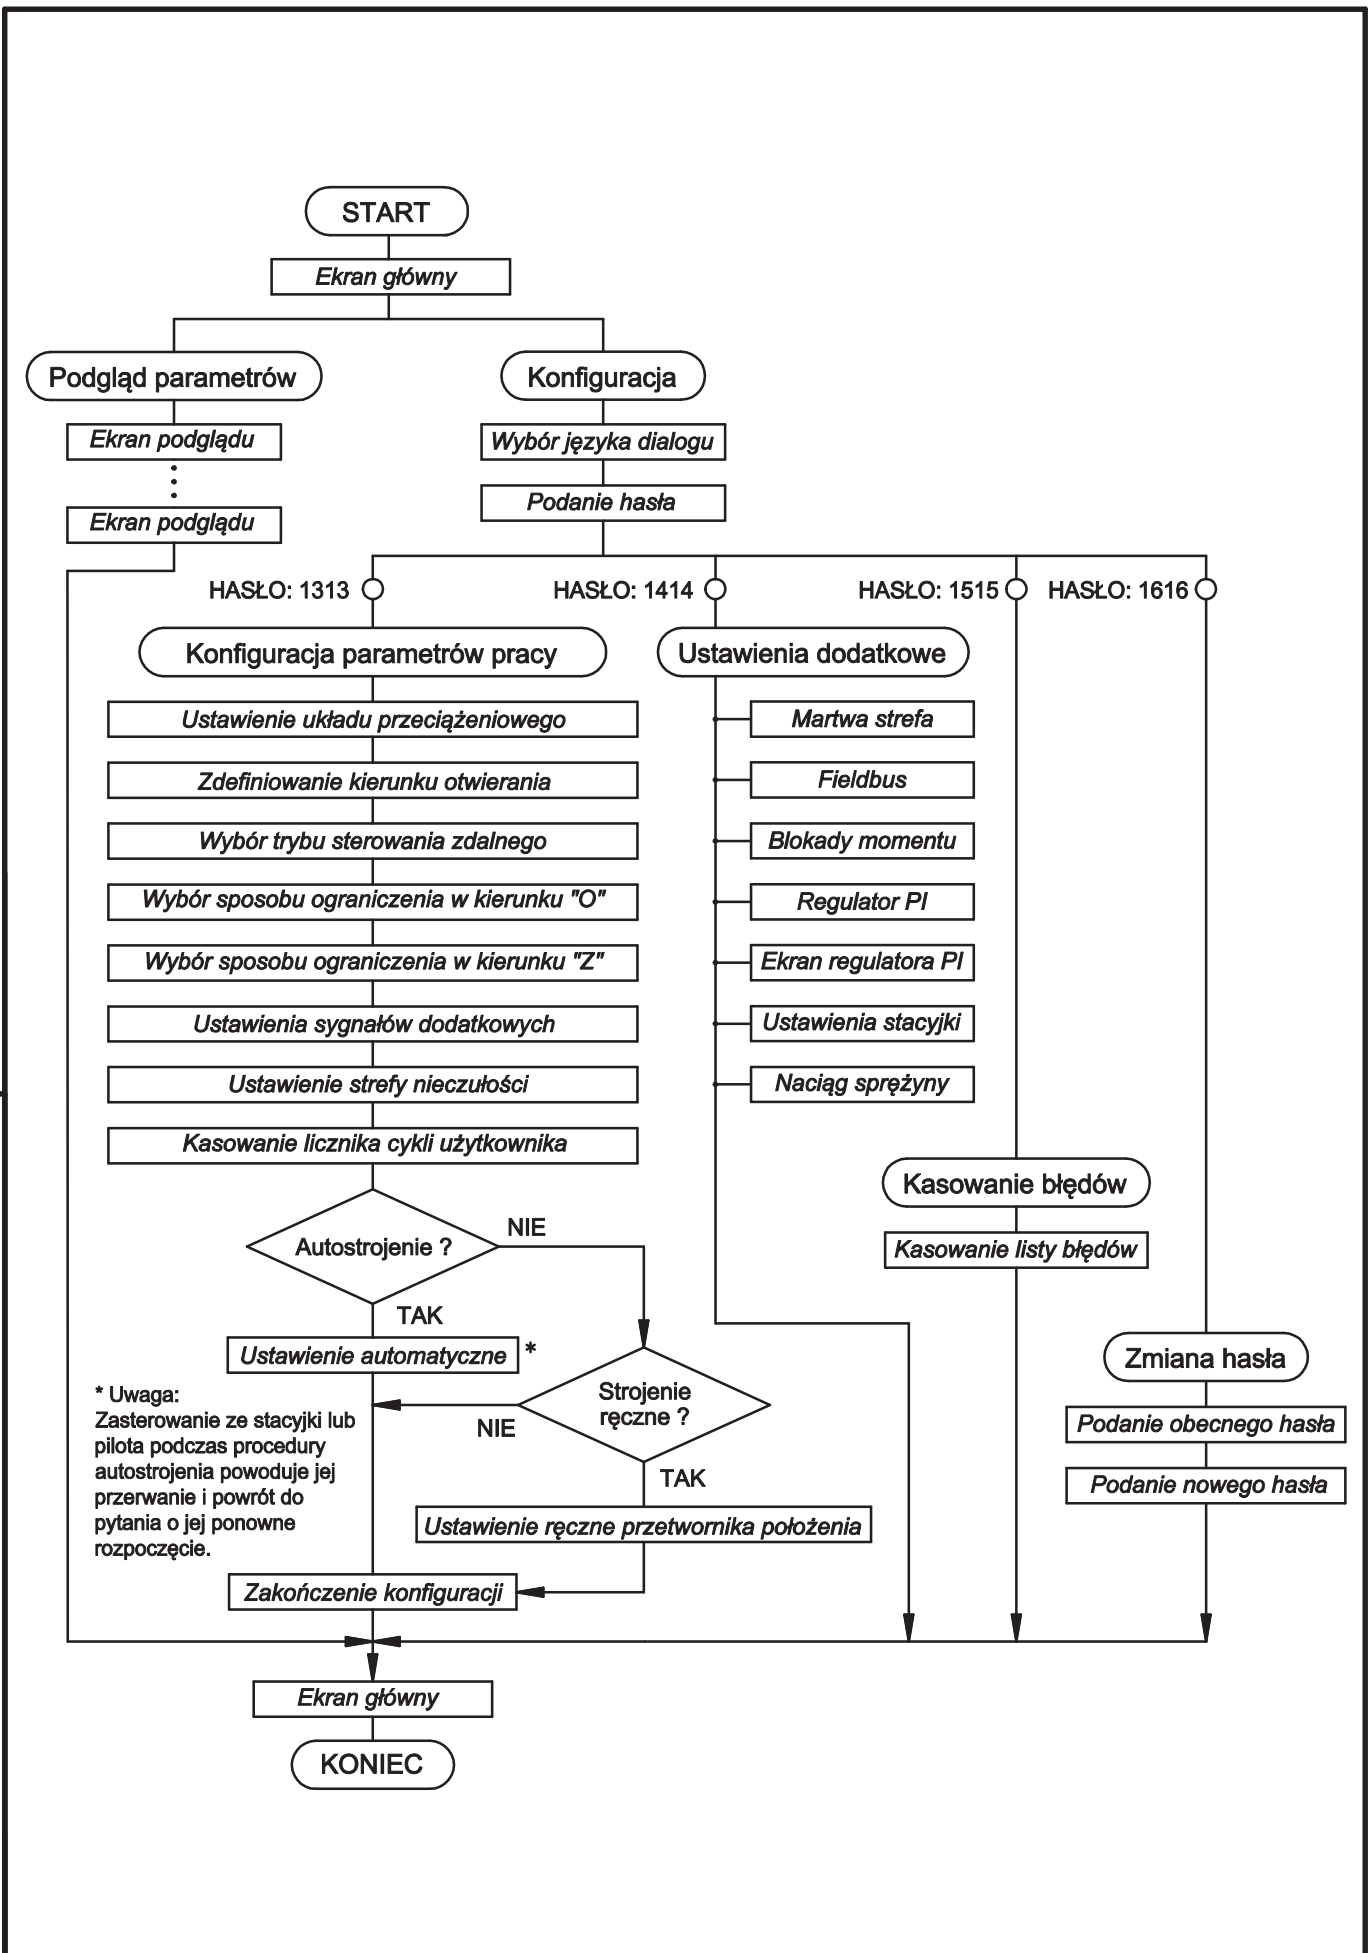 START
Ekran główny
Podgląd parametrów
Konfiguracja
Ekran podglądu
Wybór języka dialogu
Podanie hasła
Ekran podglądu
HASŁO: 1313
HASŁO: 1414
HASŁO: 1515
HASŁO: 1616
Konfiguracja parametrów pracy
Ustawienie układu przeciążeniowego
Zdefiniowanie kierunku otwierania
Wybór trybu sterowania zdalnego
Wybór sposobu ograniczenia w kierunku "O"
Wybór sposobu ograniczenia w kierunku "Z"
Ustawienia sygnałów dodatkowych
Ustawienie strefy nieczułości
Kasowanie licznika cykli użytkownika
Ustawienia dodatkowe
Martwa strefa
Fieldbus
Blokady momentu
Regulator PI
Ekran regulatora PI
Ustawienia stacyjki
Naciąg sprężyny
Kasowanie błędów
Kasowanie listy błędów
Autostrojenie ?
NIE
TAK
Ustawienie automatyczne *
Strojenie
ręczne ?
NIE
TAK
Zmiana hasła
Podanie obecnego hasła
Podanie nowego hasła
* Uwaga:
Zasterowanie ze stacyjki lub
pilota podczas procedury
autostrojenia powoduje jej
przerwanie i powrót do
pytania o jej ponowne
rozpoczęcie.
Ustawienie ręczne przetwornika położenia
Zakończenie konfiguracji
Ekran główny
KONIEC